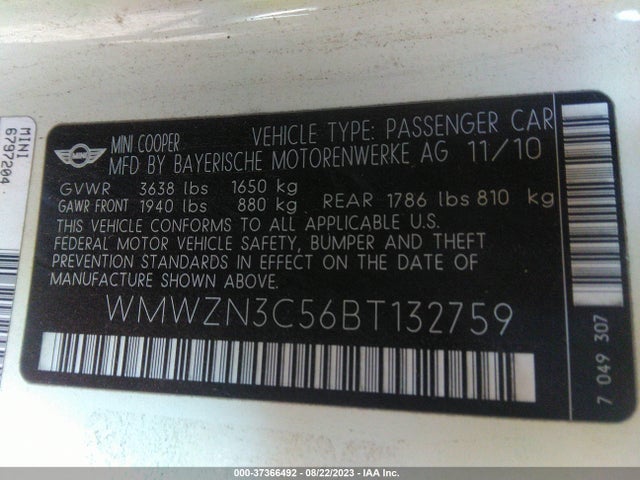 MINI
6797204
MINI
MINI COOPER VEHICLE TYPE: PASSENGER CAR
MFD BY BAYERISCHE MOTORENWERKE AG 11/10
GVWR 3638 lbs 1650 kg
GAWR FRONT 1940 lbs 880 kg REAR 1786 lbs 810 kg
THIS VEHICLE CONFORMS TO ALL APPLICABLE U.S.
FEDERAL MOTOR VEHICLE SAFETY, BUMPER AND THEFT
PREVENTION STANDARDS IN EFFECT ON THE DATE OF
MANUFACTURE SHOWN ABOVE.
WMWZN3C56BT132759
7 049 307
000-37366492 - 08/22/2023 - IAA Inc.